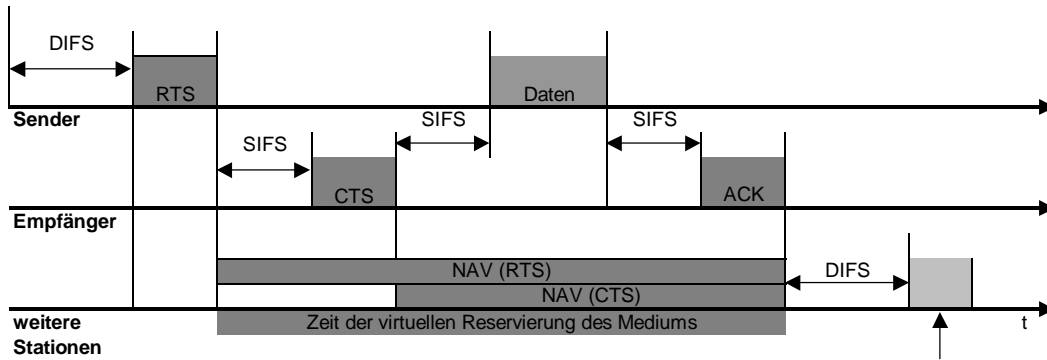 DIFS
RTS
Daten
Sender
SIFS
SIFS
SIFS
CTS
ACK
Empfänger
NAV (RTS)
DIFS
NAV (CTS)
weitere
Stationen
Zeit der virtuellen Reservierung des Mediums
t